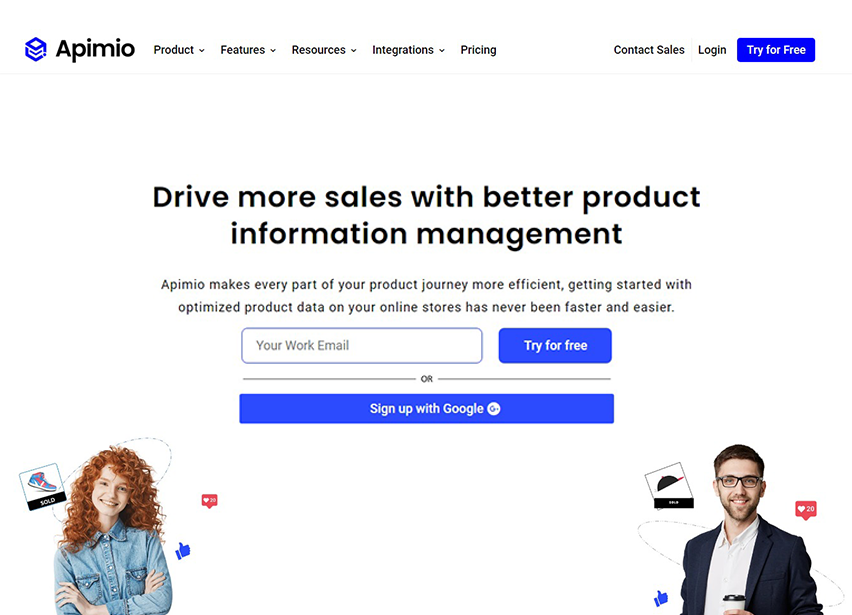 Apimio
Product
Features
Resources
Integrations
Pricing
Contact Sales
Login
Try for Free
Drive more sales with better product
information management
Apimio makes every part of your product journey more efficient, getting started with
optimized product data on your online stores has never been faster and easier.
Your Work Email
Try for free
OR
Sign up with Google G+
SOLD
20
SOLD
20